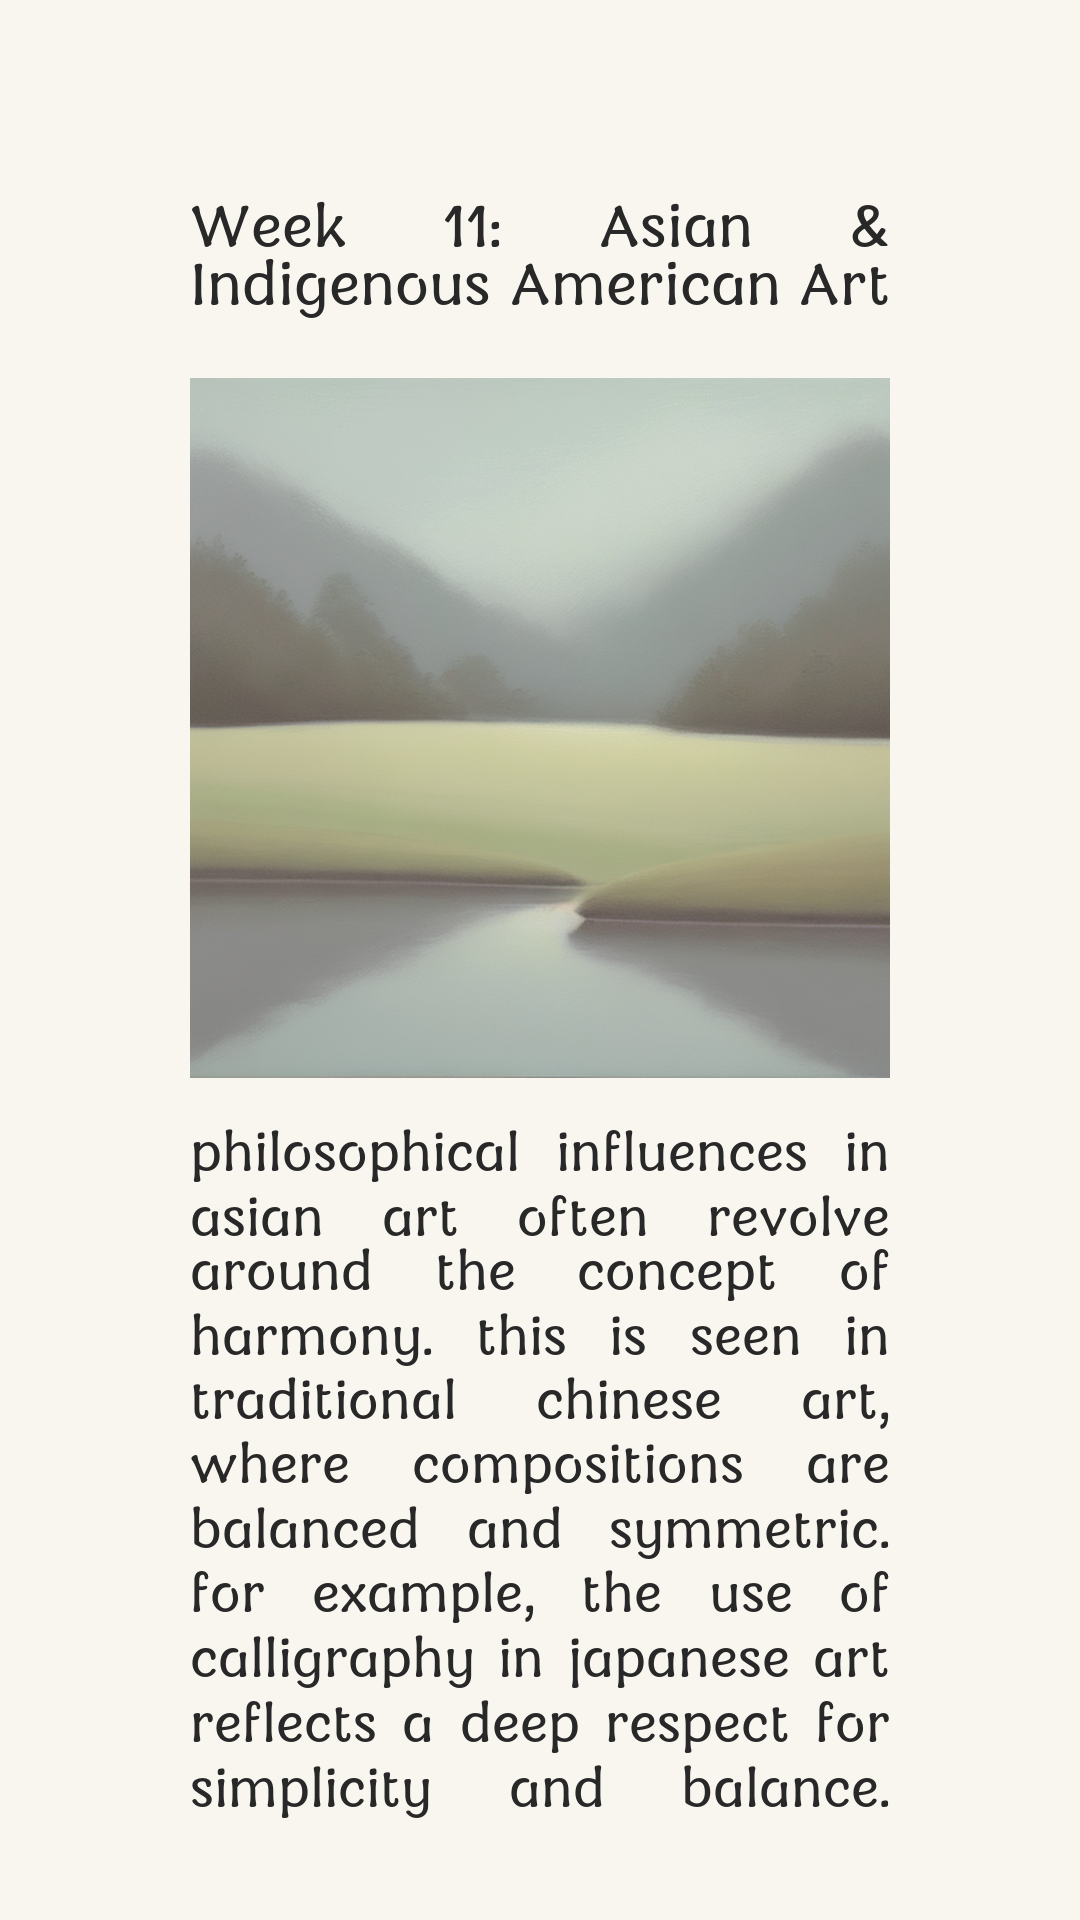 Week 11: Asian &
Indigenous American Art
philosophical influences in
asian art often revolve
around the concept of
harmony. this is seen in
traditional chinese art,
where compositions are
balanced and symmetric.
for example, the use of
calligraphy in japanese art
reflects a deep respect for
simplicity and balance.